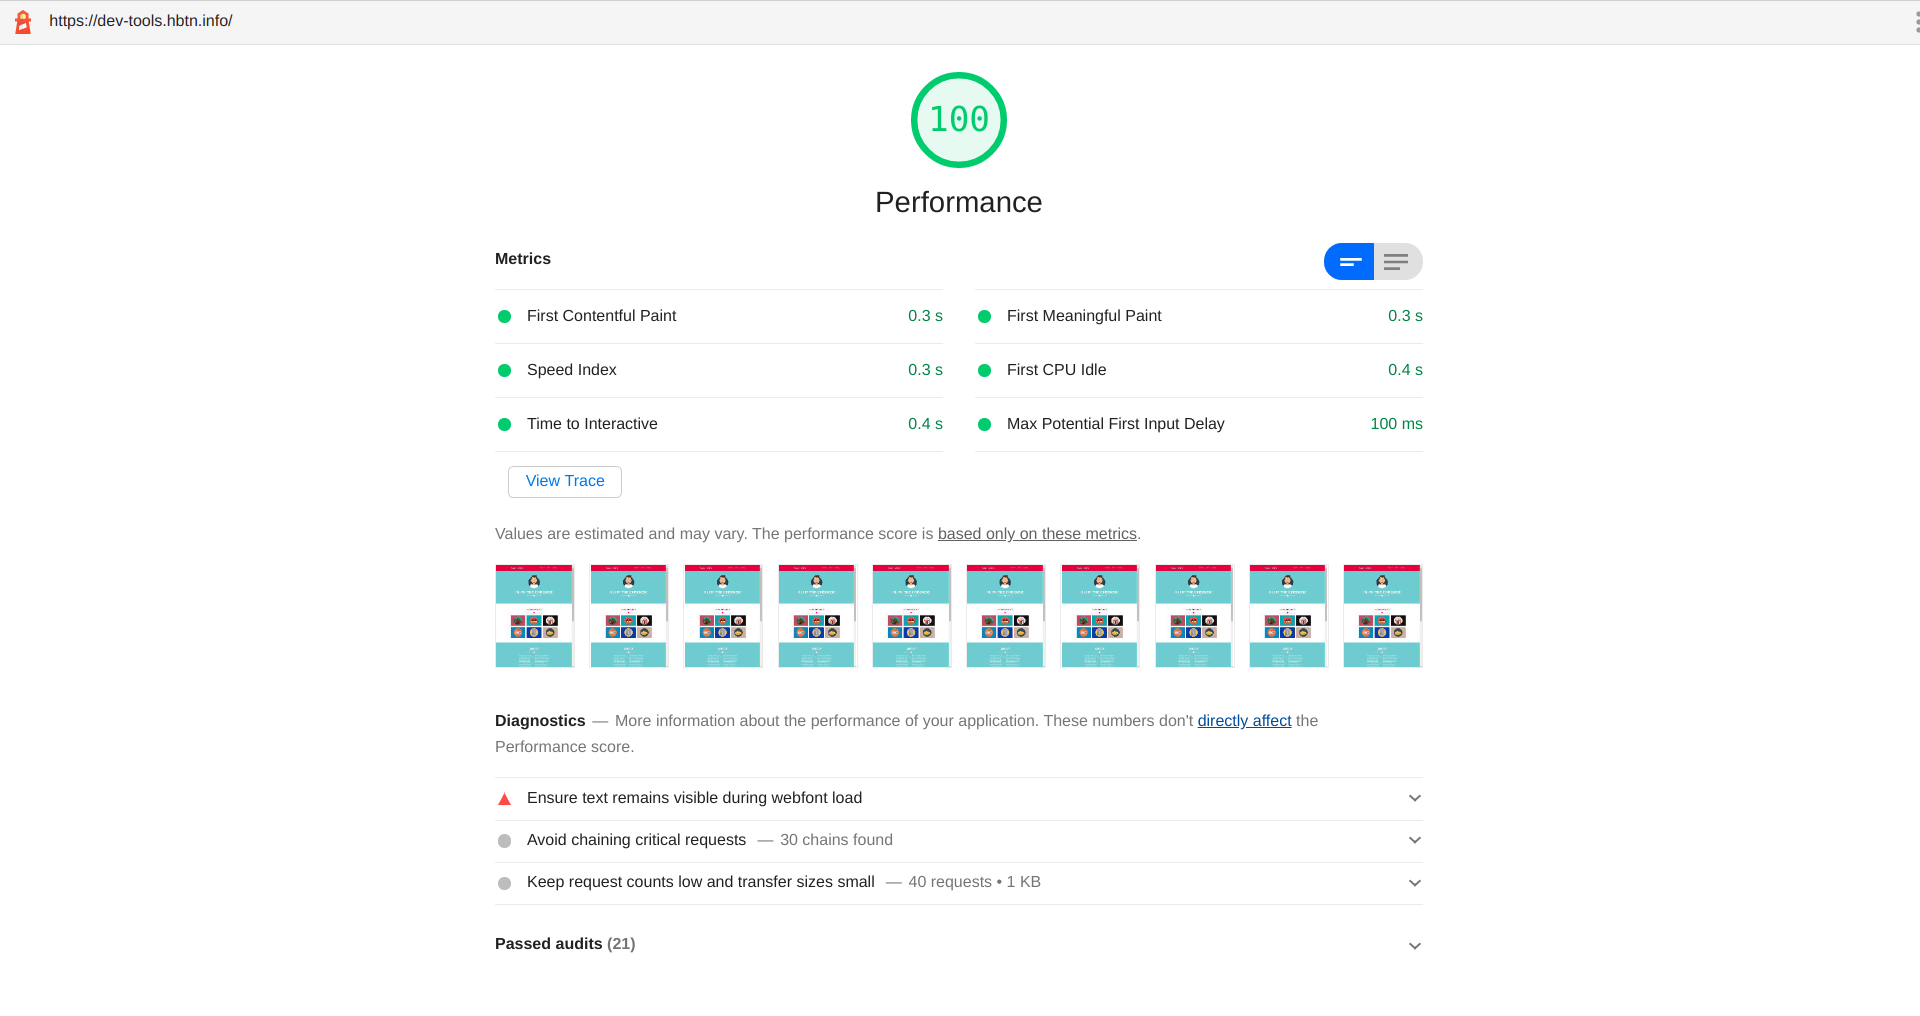 https://dev-tools.hbtn.info/
100
Performance
Metrics
First Contentful Paint 0.3 s
First Meaningful Paint 0.3 s
Speed Index 0.3 s
First CPU Idle 0.4 s
Time to Interactive 0.4 s
Max Potential First Input Delay 100 ms
View Trace
Values are estimated and may vary. The performance score is based only on these metrics.
Diagnostics — More information about the performance of your application. These numbers don't directly affect the
Performance score.
Ensure text remains visible during webfont load
Avoid chaining critical requests — 30 chains found
Keep request counts low and transfer sizes small — 40 requests • 1 KB
Passed audits (21)